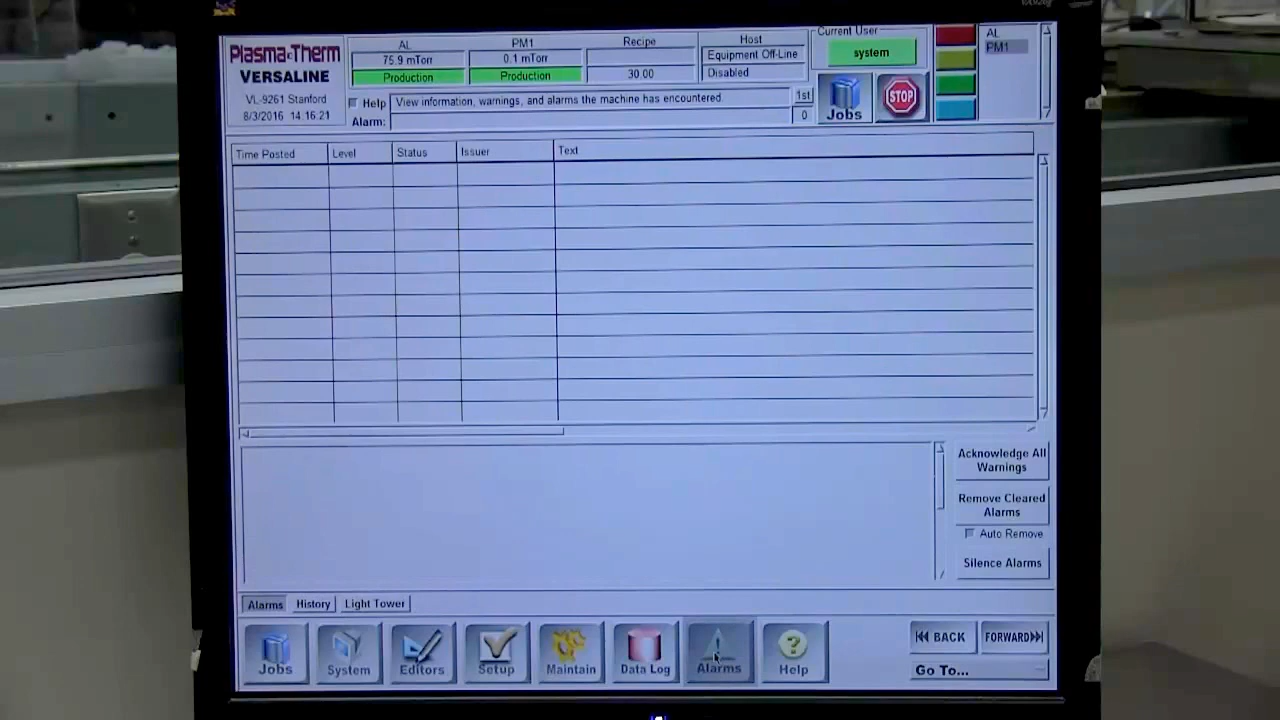 Plasma-Therm
VERSALINE
VL-9261 Stanford
8/3/2016 14:16:21
AL
75.9 mTorr
Production
PM1
0.1 mTorr
Production
Recipe
30.00
Host
Equipment Off-Line
Disabled
Current User
system
AL
PM1
Help
View information, warnings, and alarms the machine has encountered.
1st
Alarm:
0
Jobs
STOP
Time Posted
Level
Status
Issuer
Text
Acknowledge All
Warnings
Remove Cleared
Alarms
Auto Remove
Silence Alarms
Alarms
History
Light Tower
Jobs
System
Editors
Setup
Maintain
Data Log
Alarms
Help
BACK
FORWARD
Go To...